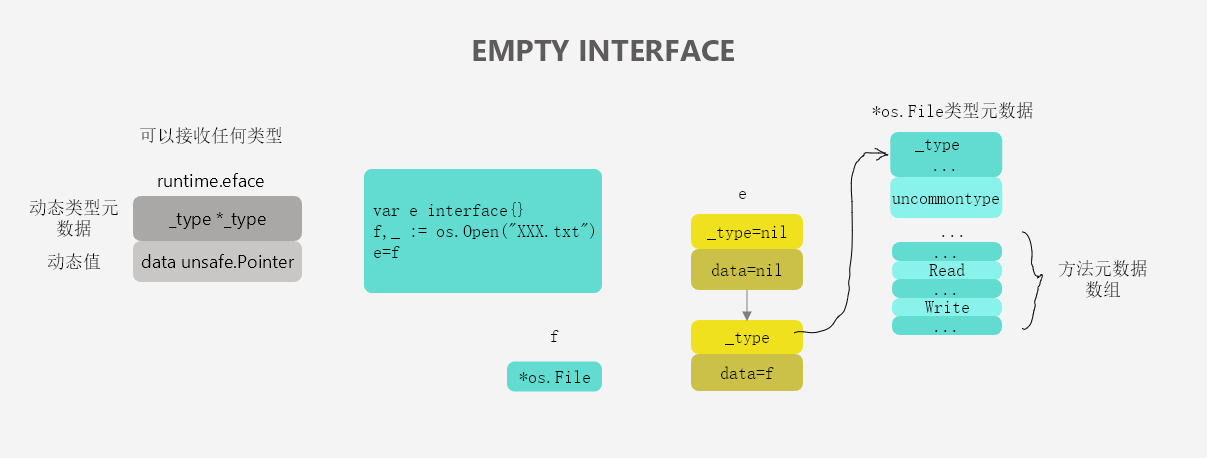 EMPTY INTERFACE
可以接收任何类型
runtime.eface
动态类型元
数据
_type *_type
动态值
data unsafe.Pointer
var e interface{}
f,_ := os.Open("XXX.txt")
e=f
f
*os.File
e
_type=nil
data=nil
_type
data=f
*os.File类型元数据
_type
...
uncommontype
...
...
Read
...
Write
...
方法元数据
数组